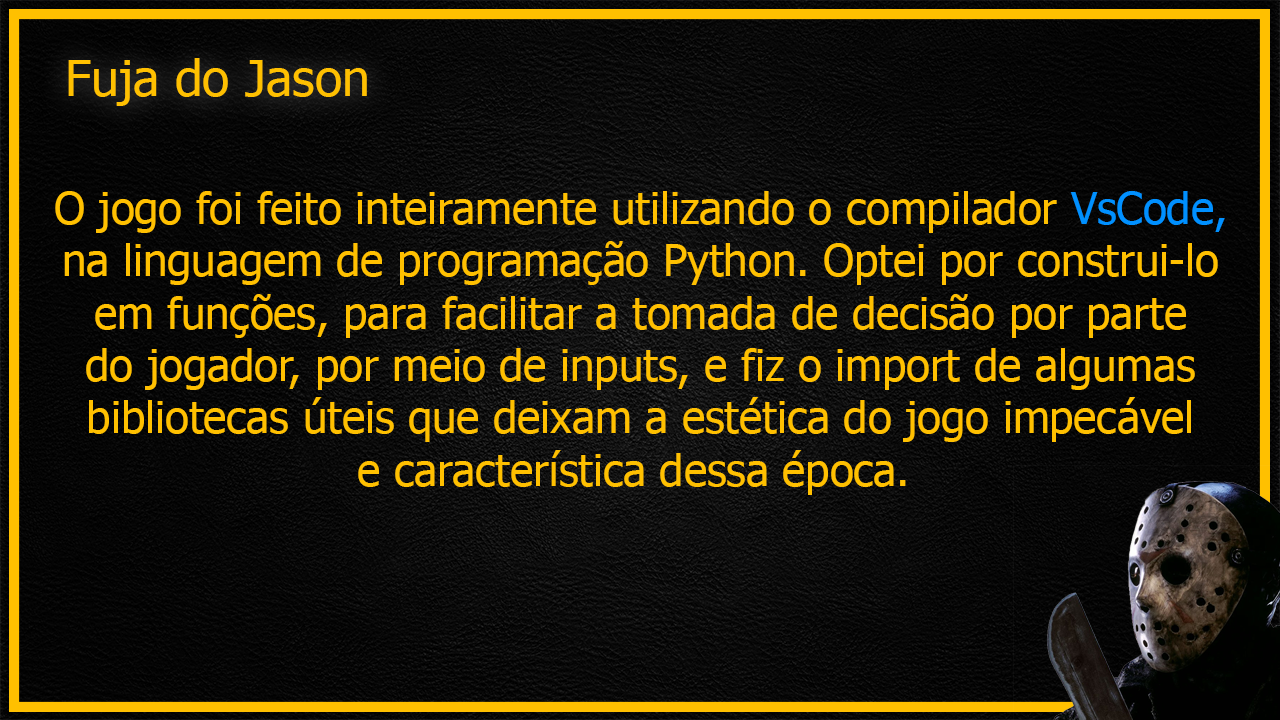 Fuja do Jason
O jogo foi feito inteiramente utilizando o compilador VsCode,
na linguagem de programação Python. Optei por construi-lo
em funções, para facilitar a tomada de decisão por parte
do jogador, por meio de inputs, e fiz o import de algumas
bibliotecas úteis que deixam a estética do jogo impecável
e característica dessa época.